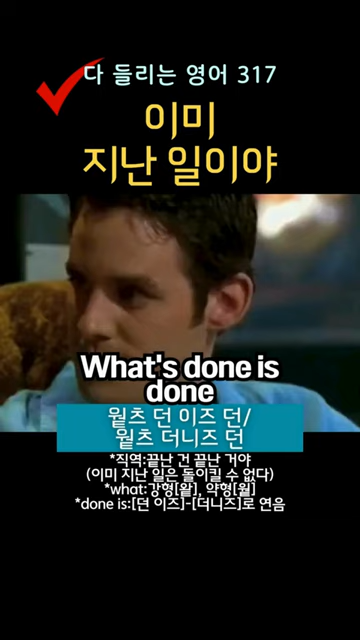 다 들리는 영어 317
이미
지난 일이야
What's done is
done
웥츠 던 이즈 던/
웥츠 더니즈 던
*직역:끝난 건 끝난 거야
(이미 지난 일은 돌이킬 수 없다)
*what:강형[왙], 약형[웥]
*done is:[던 이즈]-[더니즈]로 연음